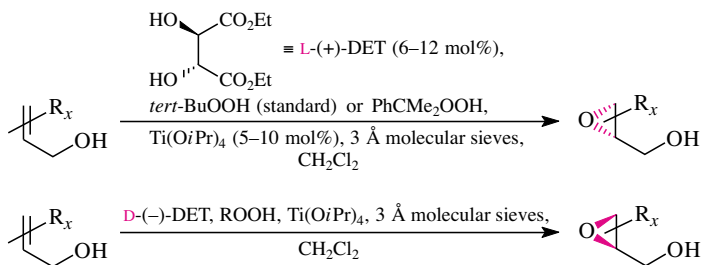 HO CO₂Et
HO CO₂Et
≡ L-(+)-DET (6–12 mol%),
Rₓ
OH
tert-BuOOH (standard) or PhCMe₂OOH,
Ti(OiPr)₄ (5–10 mol%), 3 Å molecular sieves,
CH₂Cl₂
O Rₓ
OH
Rₓ
OH
D-(–)-DET, ROOH, Ti(OiPr)₄, 3 Å molecular sieves,
CH₂Cl₂
O Rₓ
OH